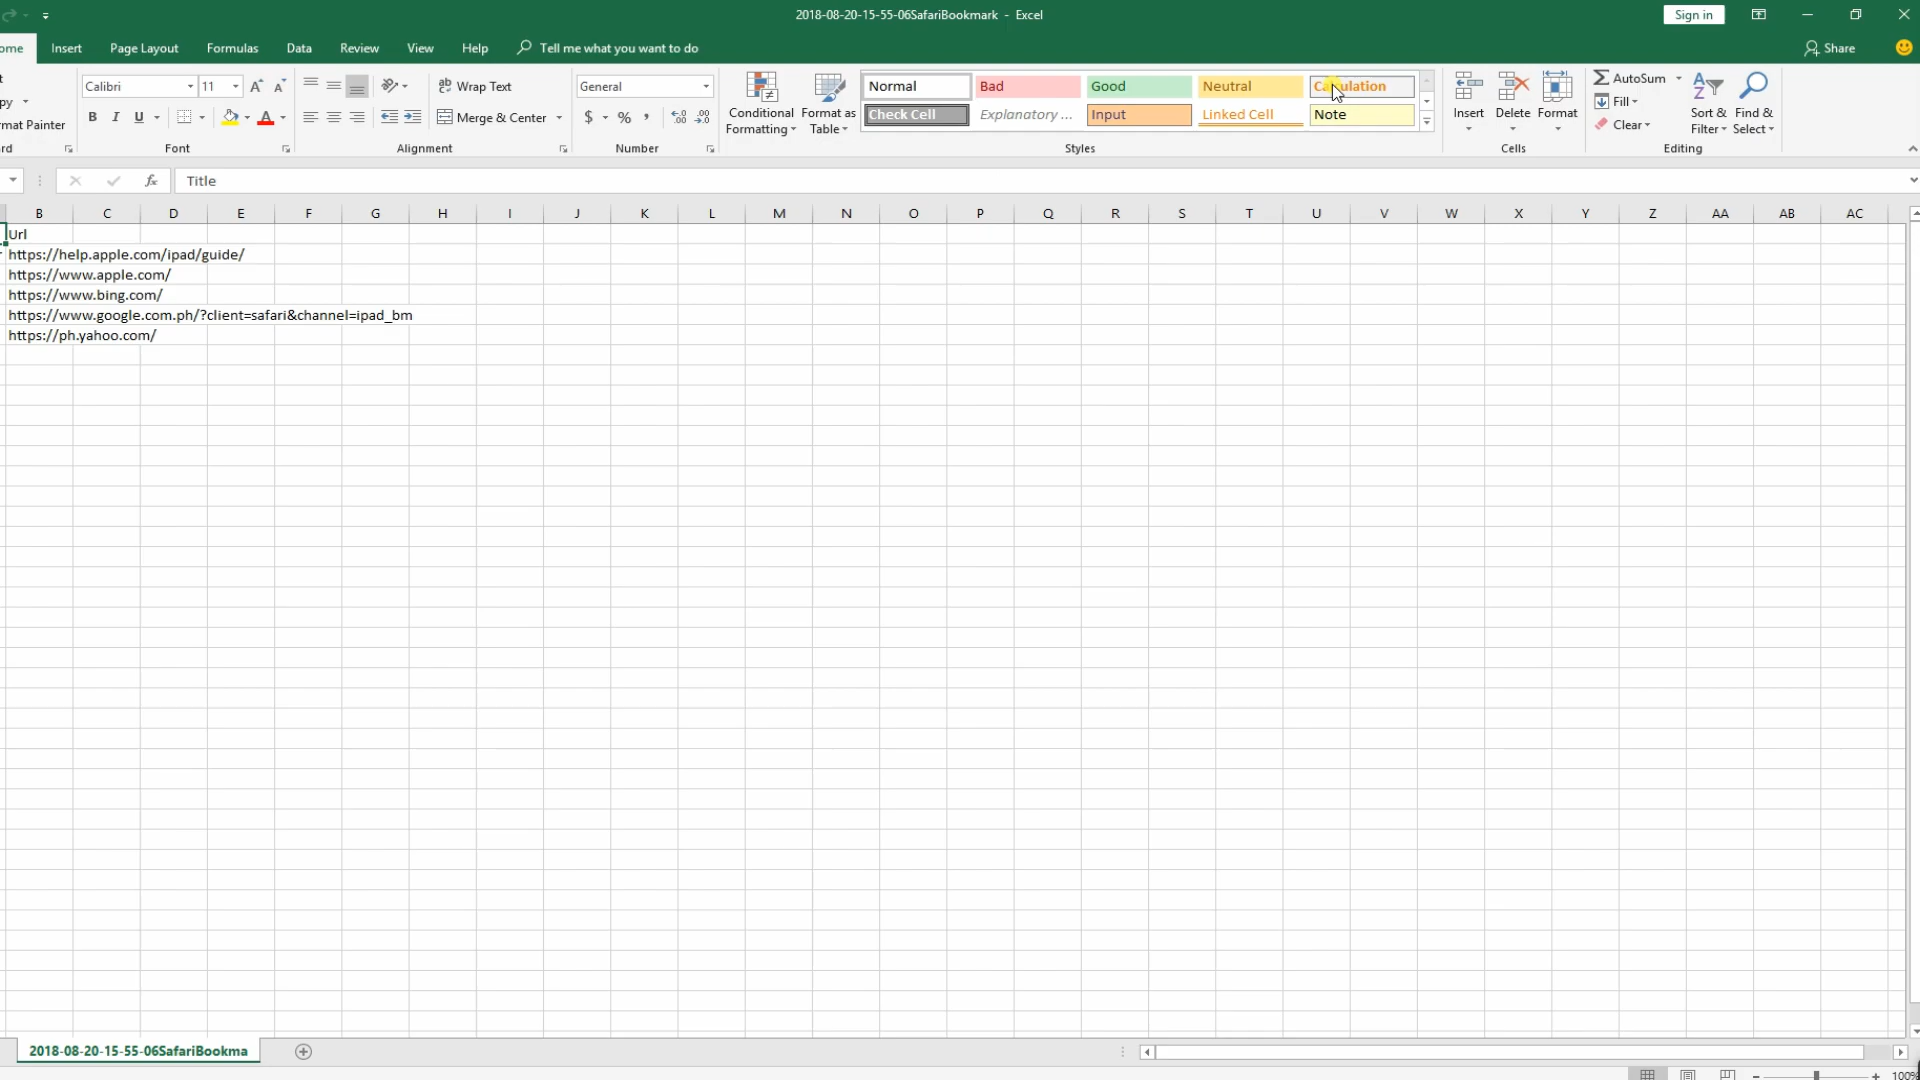 2018-08-20-15-55-06SafariBookmark - Excel
Sign in
ome Insert Page Layout Formulas Data Review View Help Tell me what you want to do
Share
Calibri 11
Wrap Text
General
Conditional Formatting
Format as Table
Normal Bad Good Neutral Calculation
Check Cell Explanatory ... Input Linked Cell Note
Insert Delete Format
AutoSum
Fill
Clear
Sort & Filter
Find & Select
py
rmat Painter
B I U
Merge & Center
$ % ,
rd Font Alignment Number Styles Cells Editing
fx Title
B C D E F G H I J K L M N O P Q R S T U V W X Y Z AA AB AC
Url
https://help.apple.com/ipad/guide/
https://www.apple.com/
https://www.bing.com/
https://www.google.com.ph/?client=safari&channel=ipad_bm
https://ph.yahoo.com/
2018-08-20-15-55-06SafariBookma
100%